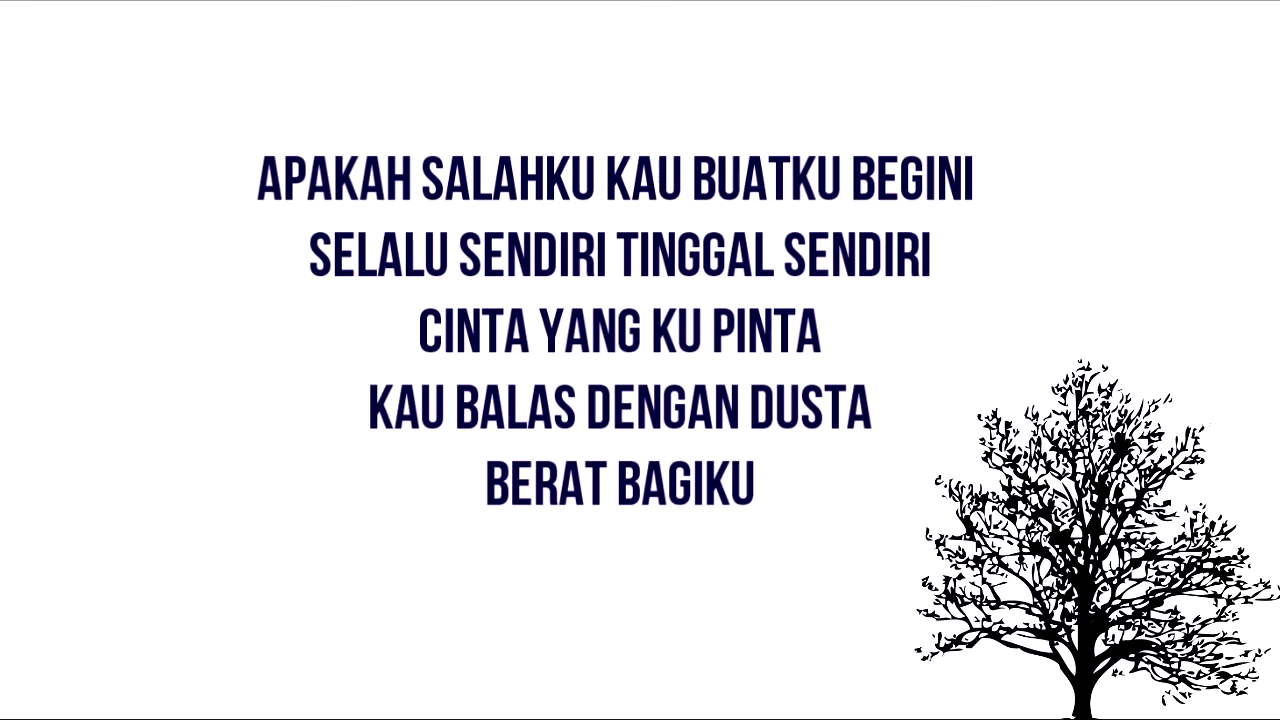 APAKAH SALAHKU KAU BUATKU BEGINI
SELALU SENDIRI TINGGAL SENDIRI
CINTA YANG KU PINTA
KAU BALAS DENGAN DUSTA
BERAT BAGIKU